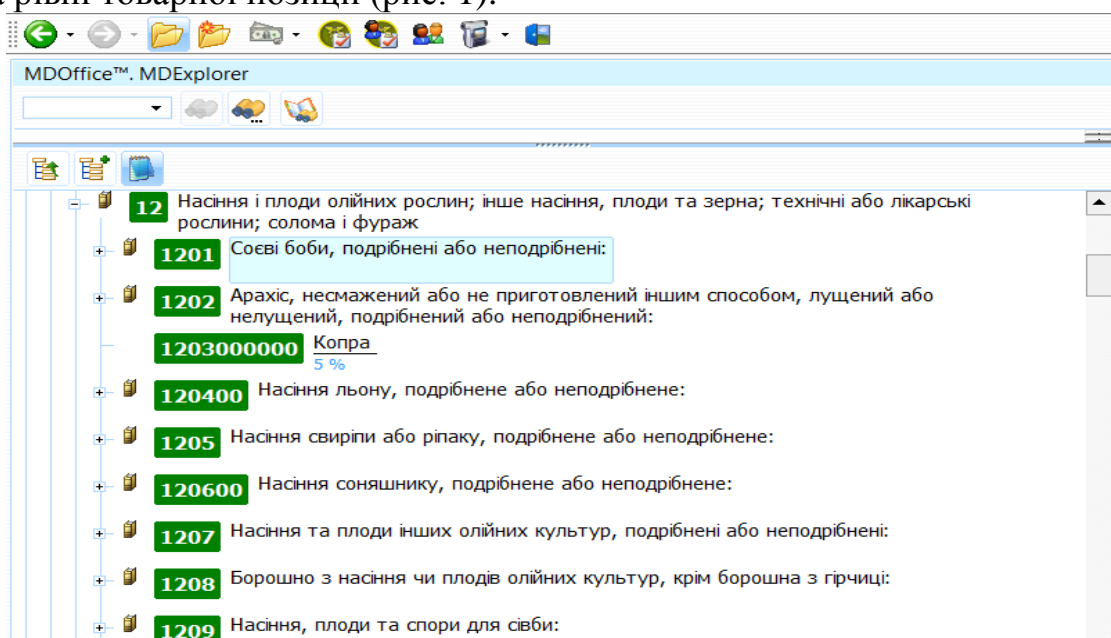 рівні товарної позиції (рис. 1).
MDOffice™. MDExplorer
12 Насіння і плоди олійних рослин; інше насіння, плоди та зерна; технічні або лікарські
рослини; солома і фураж
1201 Соєві боби, подрібнені або неподрібнені:
1202 Арахіс, несмажений або не приготовлений іншим способом, лущений або
нелущений, подрібнений або неподрібнений:
1203000000 Копра
5 %
120400 Насіння льону, подрібнене або неподрібнене:
1205 Насіння свиріпи або ріпаку, подрібнене або неподрібнене:
120600 Насіння соняшнику, подрібнене або неподрібнене:
1207 Насіння та плоди інших олійних культур, подрібнені або неподрібнені:
1208 Борошно з насіння чи плодів олійних культур, крім борошна з гірчиці:
1209 Насіння, плоди та спори для сівби: